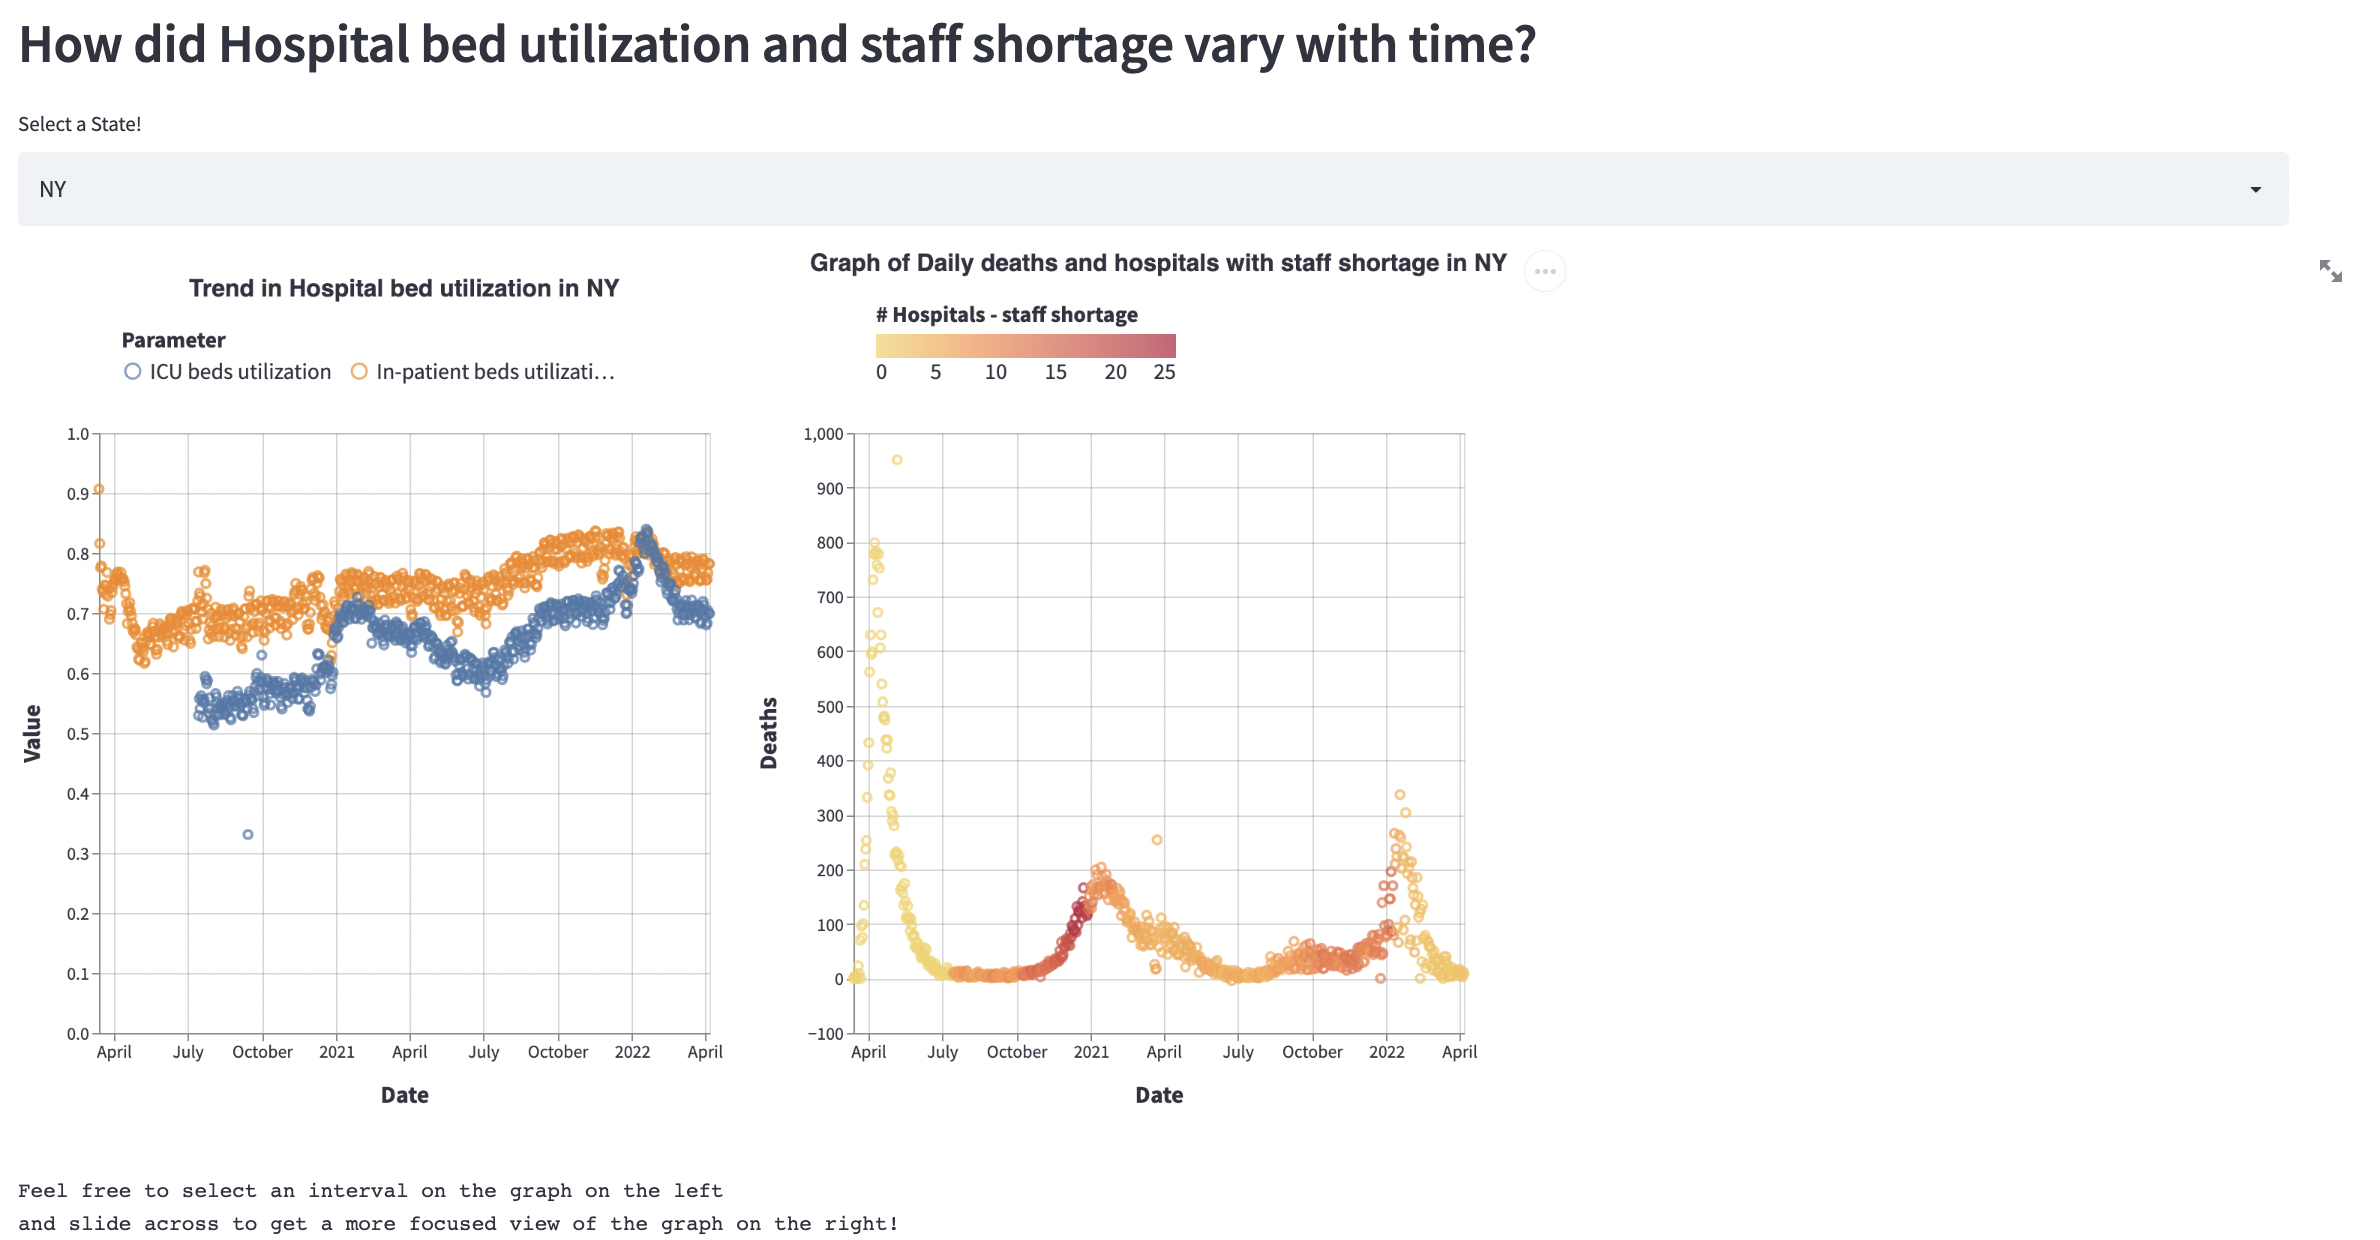 How did Hospital bed utilization and staff shortage vary with time?
Select a State!
NY
Trend in Hospital bed utilization in NY
Parameter
ICU beds utilization
In-patient beds utilizati…
1.0
0.9
0.8
0.7
0.6
0.5
0.4
0.3
0.2
0.1
0.0
Value
April July October 2021 April July October 2022 April
Date
Graph of Daily deaths and hospitals with staff shortage in NY
# Hospitals - staff shortage
0 5 10 15 20 25
1,000
900
800
700
600
500
400
300
200
100
0
−100
Deaths
April July October 2021 April July October 2022 April
Date
Feel free to select an interval on the graph on the left
and slide across to get a more focused view of the graph on the right!